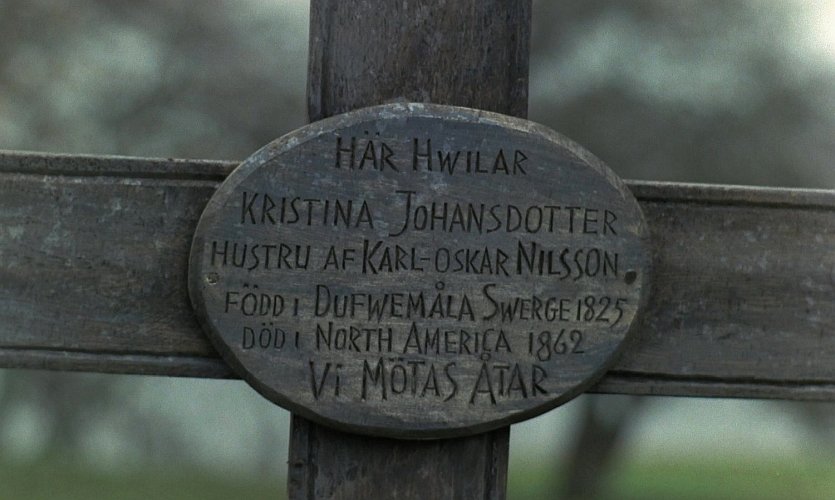 HÄR HWILAR
KRISTINA JOHANSDOTTER
HUSTRU AF KARL-OSKAR NILSSON
FÖDD I DUFWEMÅLA SWERGE 1825
DÖD I NORTH AMERICA 1862
Vi MÖTAS ÅTAR